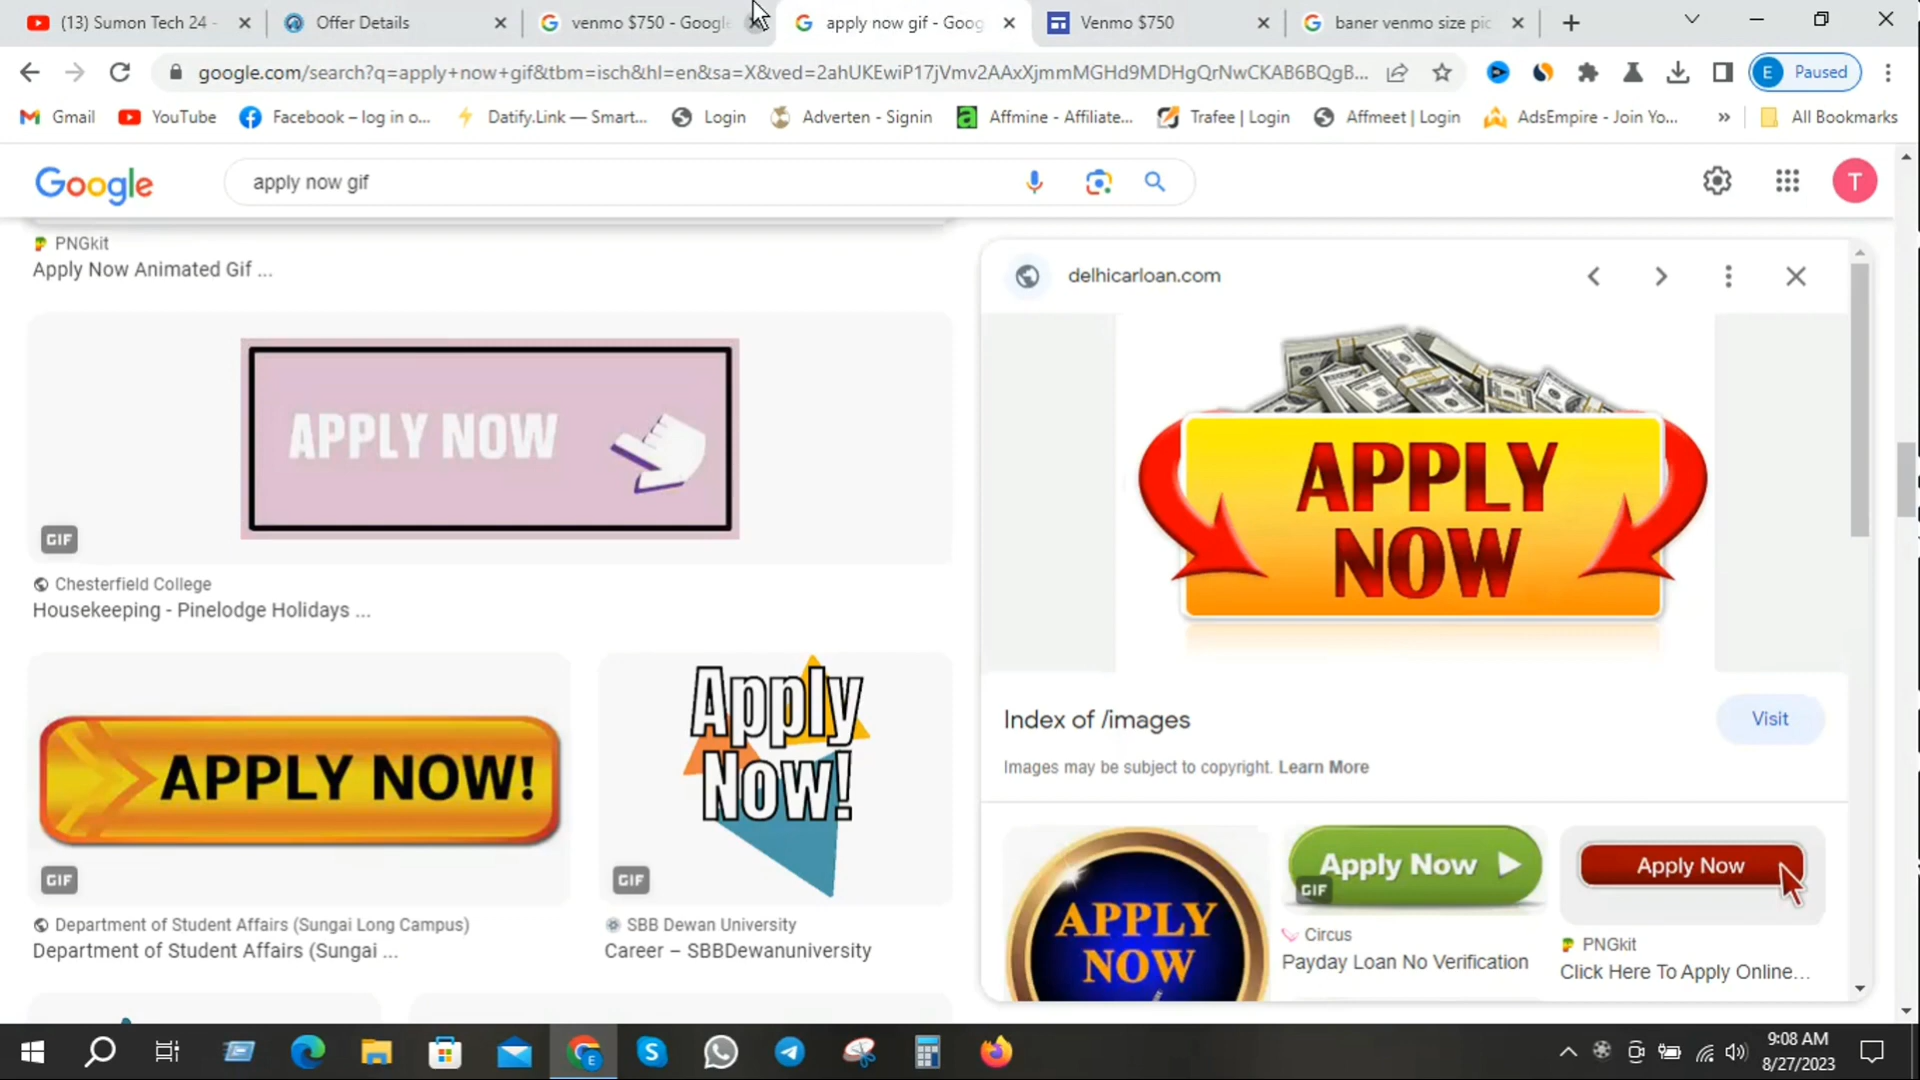 (13) Sumon Tech 24 -
Offer Details
venmo $750 - Google
apply now gif - Goog
Venmo $750
baner venmo size pic
google.com/search?q=apply+now+gif&tbm=isch&hl=en&sa=X&ved=2ahUKEwiP17jVmv2AAxXjmmMGHd9MDHgQrNwCKAB6BQgB...
E
Paused
Gmail
YouTube
Facebook – log in o...
Datify.Link — Smart...
Login
Adverten - Signin
Affmine - Affiliate...
Trafee | Login
Affmeet | Login
AdsEmpire - Join Yo...
»
All Bookmarks
Google
apply now gif
T
PNGkit
Apply Now Animated Gif ...
APPLY NOW
GIF
Chesterfield College
Housekeeping - Pinelodge Holidays ...
APPLY NOW!
GIF
Department of Student Affairs (Sungai Long Campus)
Department of Student Affairs (Sungai ...
Apply
Now!
GIF
SBB Dewan University
Career – SBBDewanuniversity
delhicarloan.com
APPLY
NOW
Index of /images
Visit
Images may be subject to copyright. Learn More
APPLY
NOW
Apply Now
GIF
Circus
Payday Loan No Verification
Apply Now
PNGkit
Click Here To Apply Online...
E
9:08 AM
8/27/2023